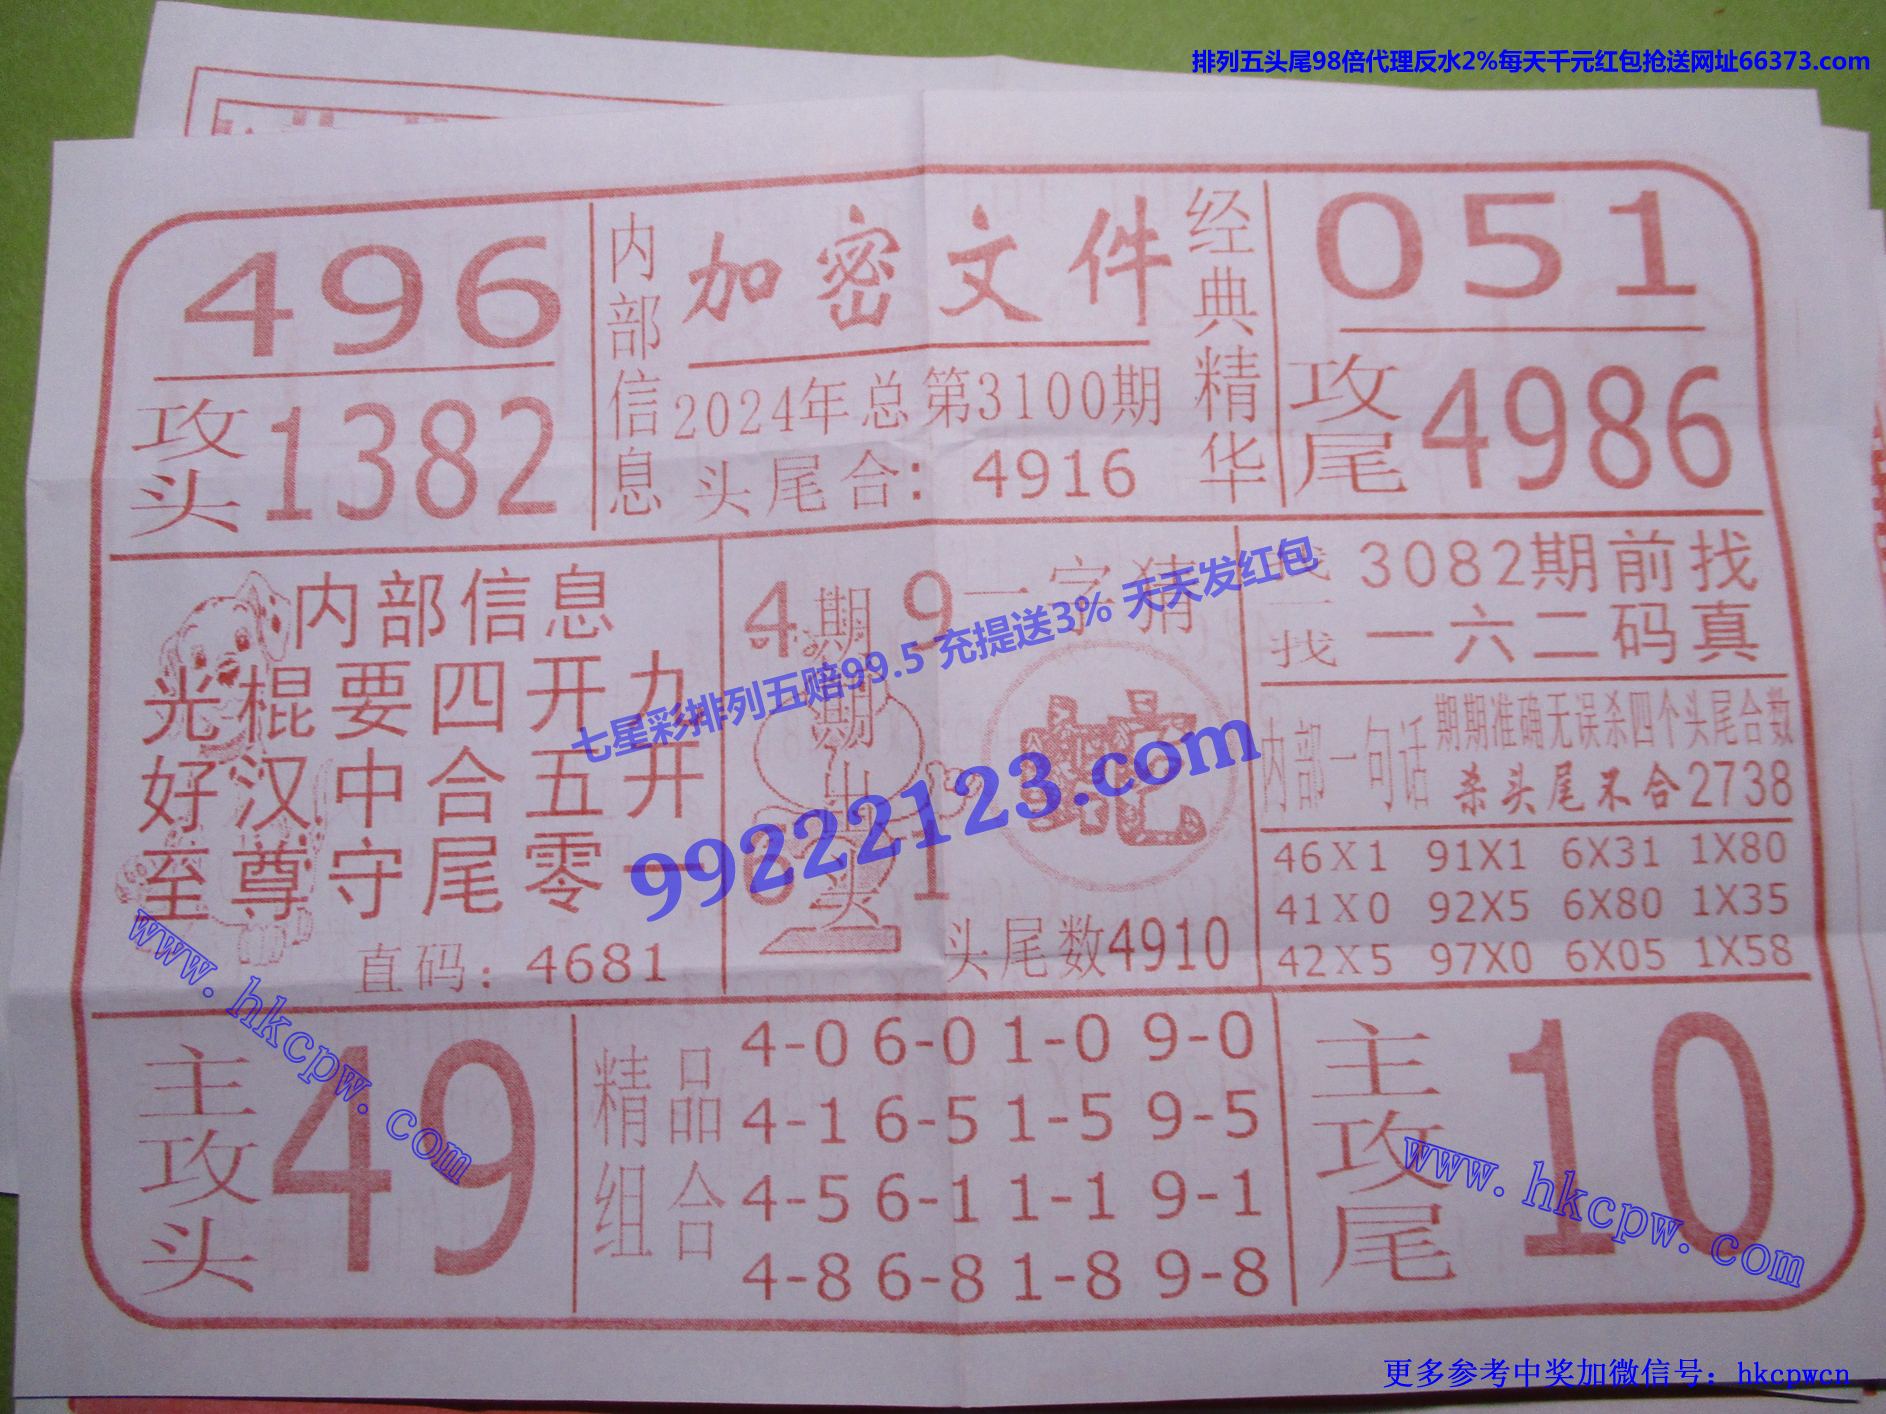 排列五头尾98倍代理反水2%每天千元红包抢送网址66373.com
496
攻头1382
内部信息
加密文件
2024年总第3100期
头尾合：4916
经典精华
051
攻尾4986
内部信息
光棍要四开九
好汉中合五开
至尊守尾零一
直码：4681
4 9
期期出头
1
一字猜
蛇
头尾数4910
找一找
3082期前找
一六二码真
内部一句话
期期准确无误杀四个头尾合数
杀头尾不合2738
46X1 91X1 6X31 1X80
41X0 92X5 6X80 1X35
42X5 97X0 6X05 1X58
主攻头49
精品组合
4-0 6-0 1-0 9-0
4-1 6-5 1-5 9-5
4-5 6-1 1-1 9-1
4-8 6-8 1-8 9-8
主攻尾10
七星彩排列五赔99.5 充提送3% 天天发红包
99222123.com
www.hkcpw.com
www.hkcpw.com
更多参考中奖加微信号：hkcpwcn